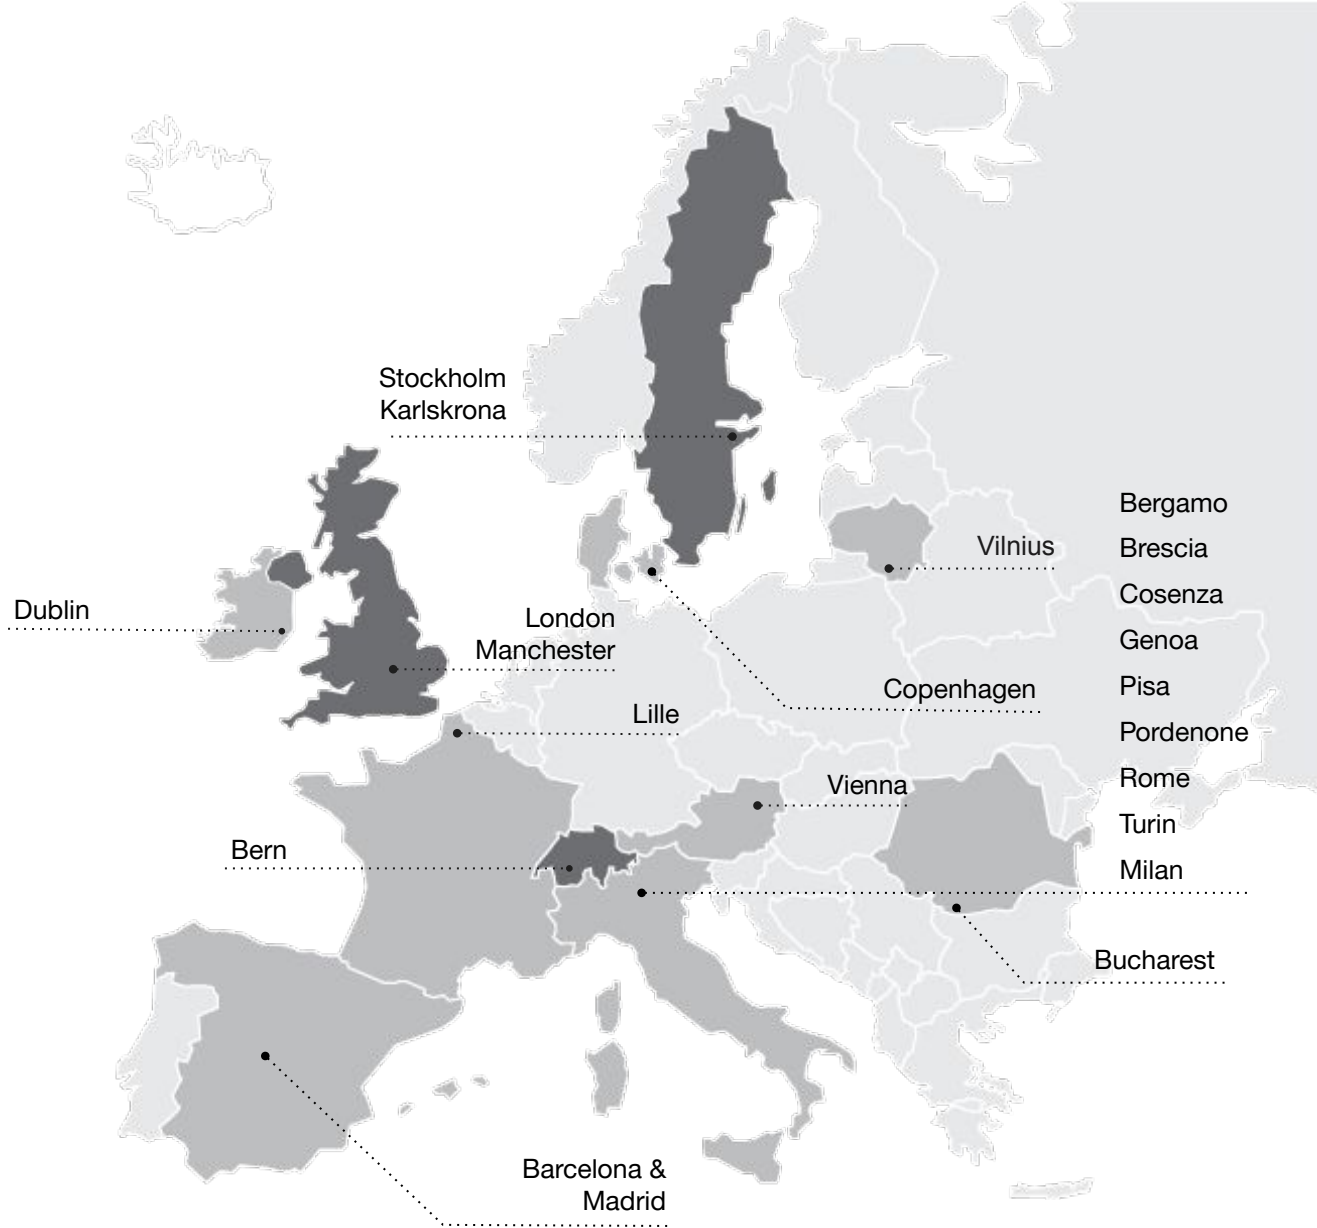 Stockholm
Karlskrona
Bergamo
Brescia
Vilnius
Cosenza
Dublin
London
Manchester
Genoa
Pisa
Copenhagen
Lille
Pordenone
Rome
Vienna
Turin
Bern
Milan
Bucharest
Barcelona &
Madrid